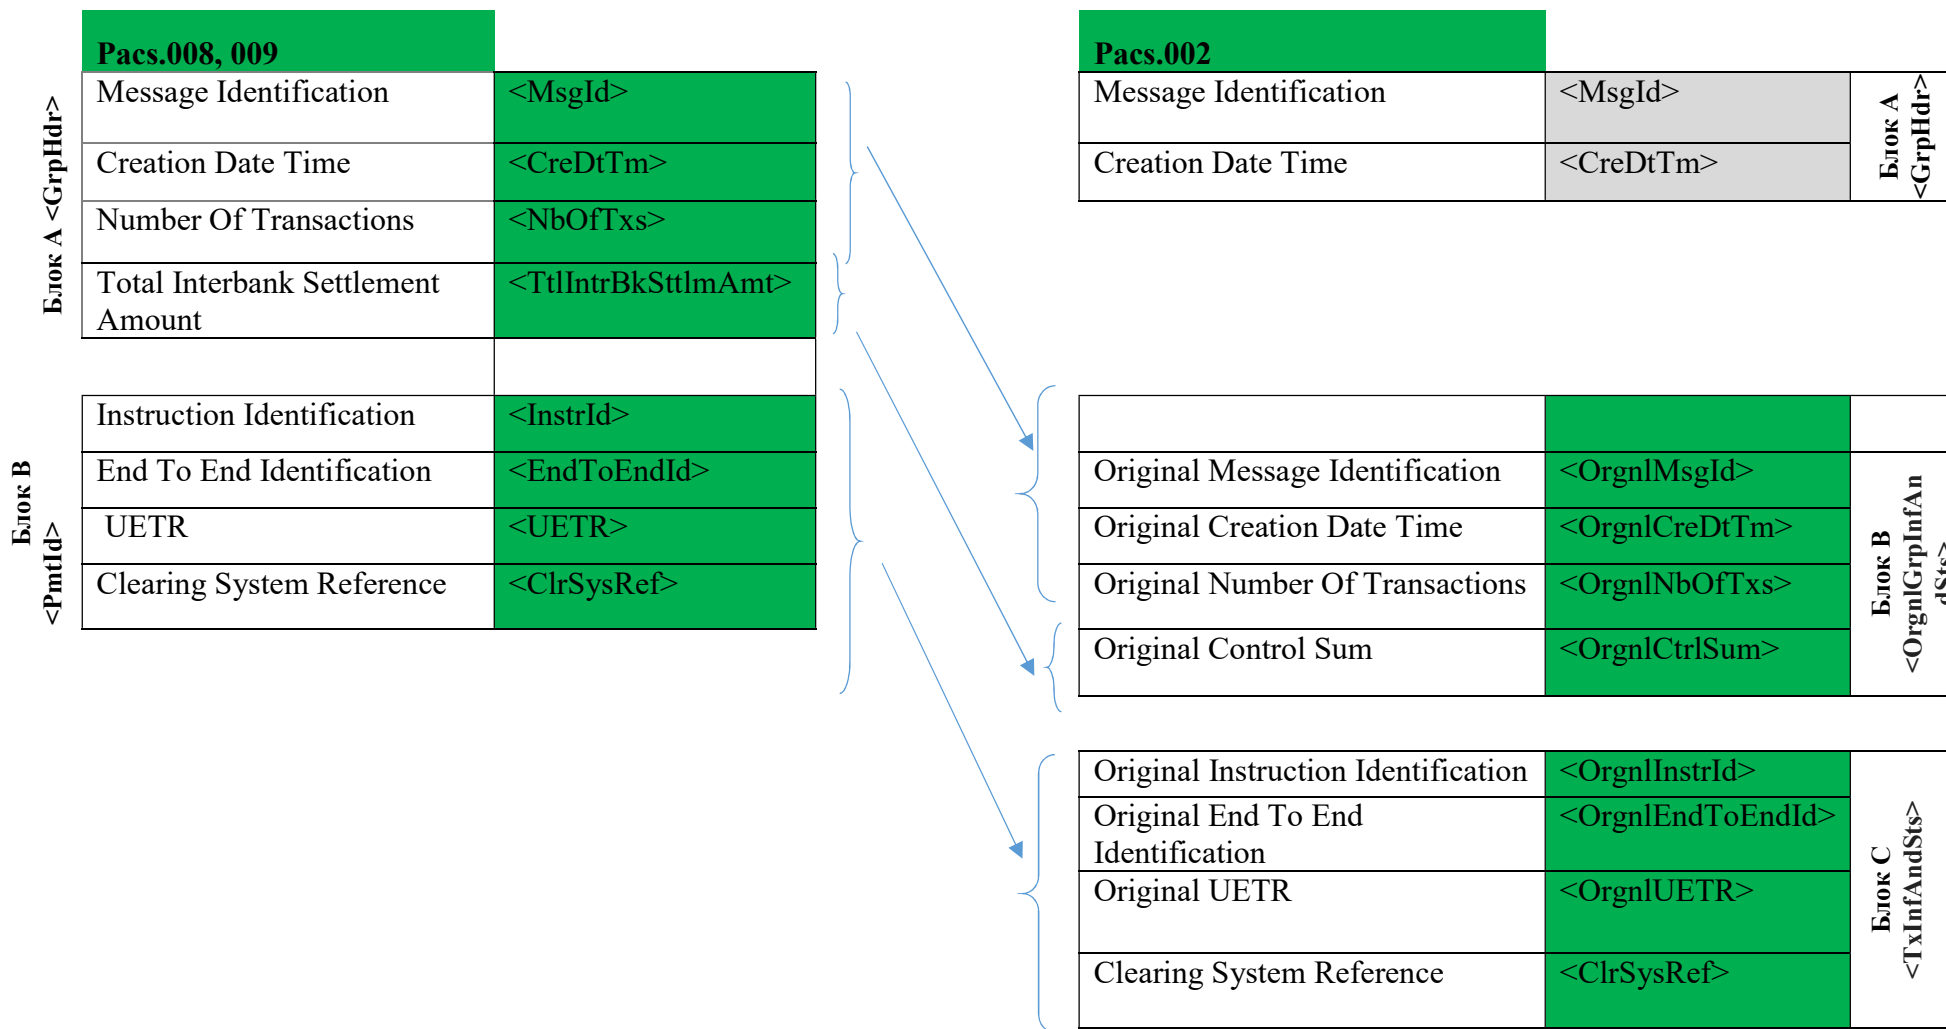 Pacs.008, 009
Блок А <GrpHdr>
Message Identification <MsgId>
Creation Date Time <CreDtTm>
Number Of Transactions <NbOfTxs>
Total Interbank Settlement <TtlIntrBkSttlmAmt>
Amount
Блок В
<PmtId>
Instruction Identification <InstrId>
End To End Identification <EndToEndId>
UETR <UETR>
Clearing System Reference <ClrSysRef>
Pacs.002
Message Identification <MsgId>
Creation Date Time <CreDtTm>
Блок А
<GrpHdr>
Original Message Identification <OrgnlMsgId>
Original Creation Date Time <OrgnlCreDtTm>
Original Number Of Transactions <OrgnlNbOfTxs>
Original Control Sum <OrgnlCtrlSum>
Блок В
<OrgnlGrpInfAn
dSts>
Original Instruction Identification <OrgnlInstrId>
Original End To End <OrgnlEndToEndId>
Identification
Original UETR <OrgnlUETR>
Clearing System Reference <ClrSysRef>
Блок С
<TxInfAndSts>